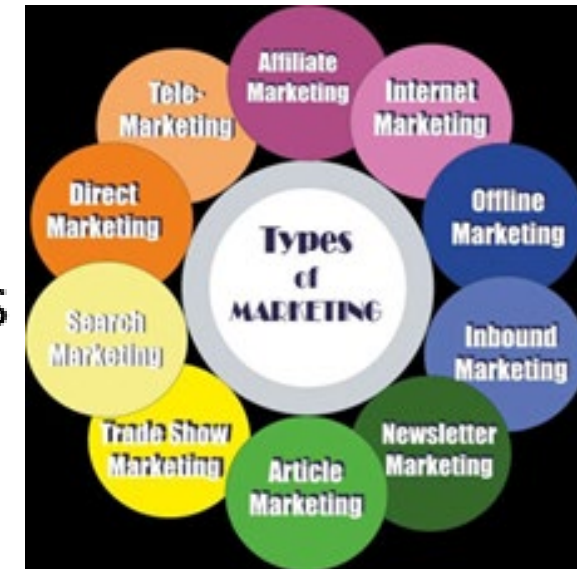 Types
of
MARKETING
Affiliate
Marketing
Internet
Marketing
Offline
Marketing
Inbound
Marketing
Newsletter
Marketing
Article
Marketing
Trade Show
Marketing
Search
Marketing
Direct
Marketing
Tele-
Marketing